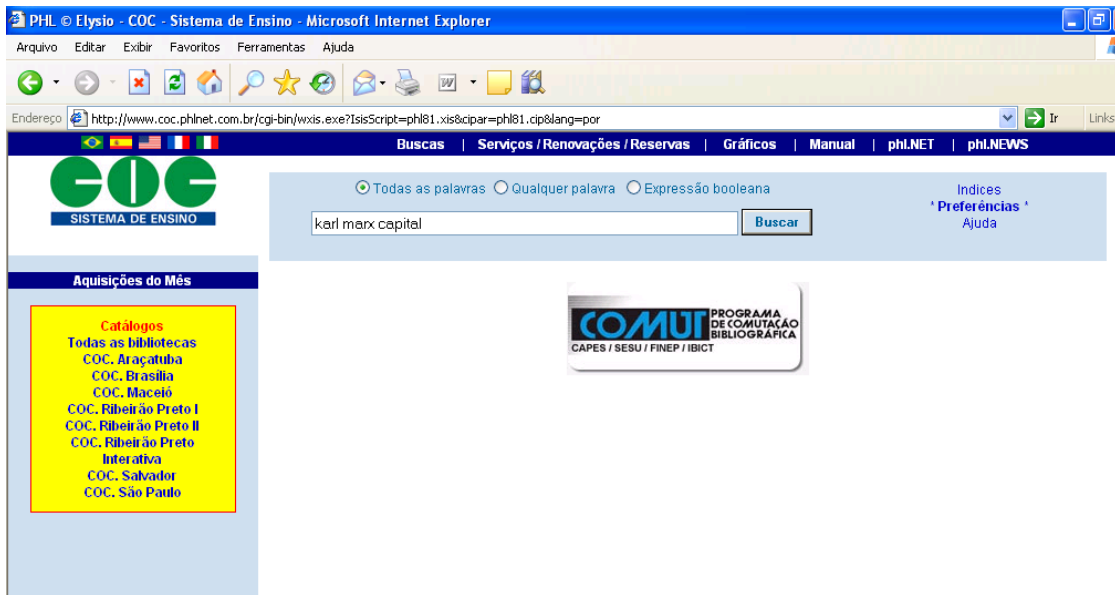 PHL © Elysio - COC - Sistema de Ensino - Microsoft Internet Explorer
Arquivo Editar Exibir Favoritos Ferramentas Ajuda
Endereço http://www.coc.phlnet.com.br/cgi-bin/wxis.exe?IsisScript=phl81.xis&cipar=phl81.cip&lang=por Ir Links
Buscas | Serviços / Renovações / Reservas | Gráficos | Manual | phl.NET | phl.NEWS
COC
SISTEMA DE ENSINO
Todas as palavras Qualquer palavra Expressão booleana
karl marx capital Buscar
Indices
* Preferências *
Ajuda
Aquisições do Mês
Catálogos
Todas as bibliotecas
COC. Araçatuba
COC. Brasília
COC. Maceió
COC. Ribeirão Preto I
COC. Ribeirão Preto II
COC. Ribeirão Preto
Interativa
COC. Salvador
COC. São Paulo
COMUT PROGRAMA
DE COMUTAÇÃO
BIBLIOGRÁFICA
CAPES / SESU / FINEP / IBICT